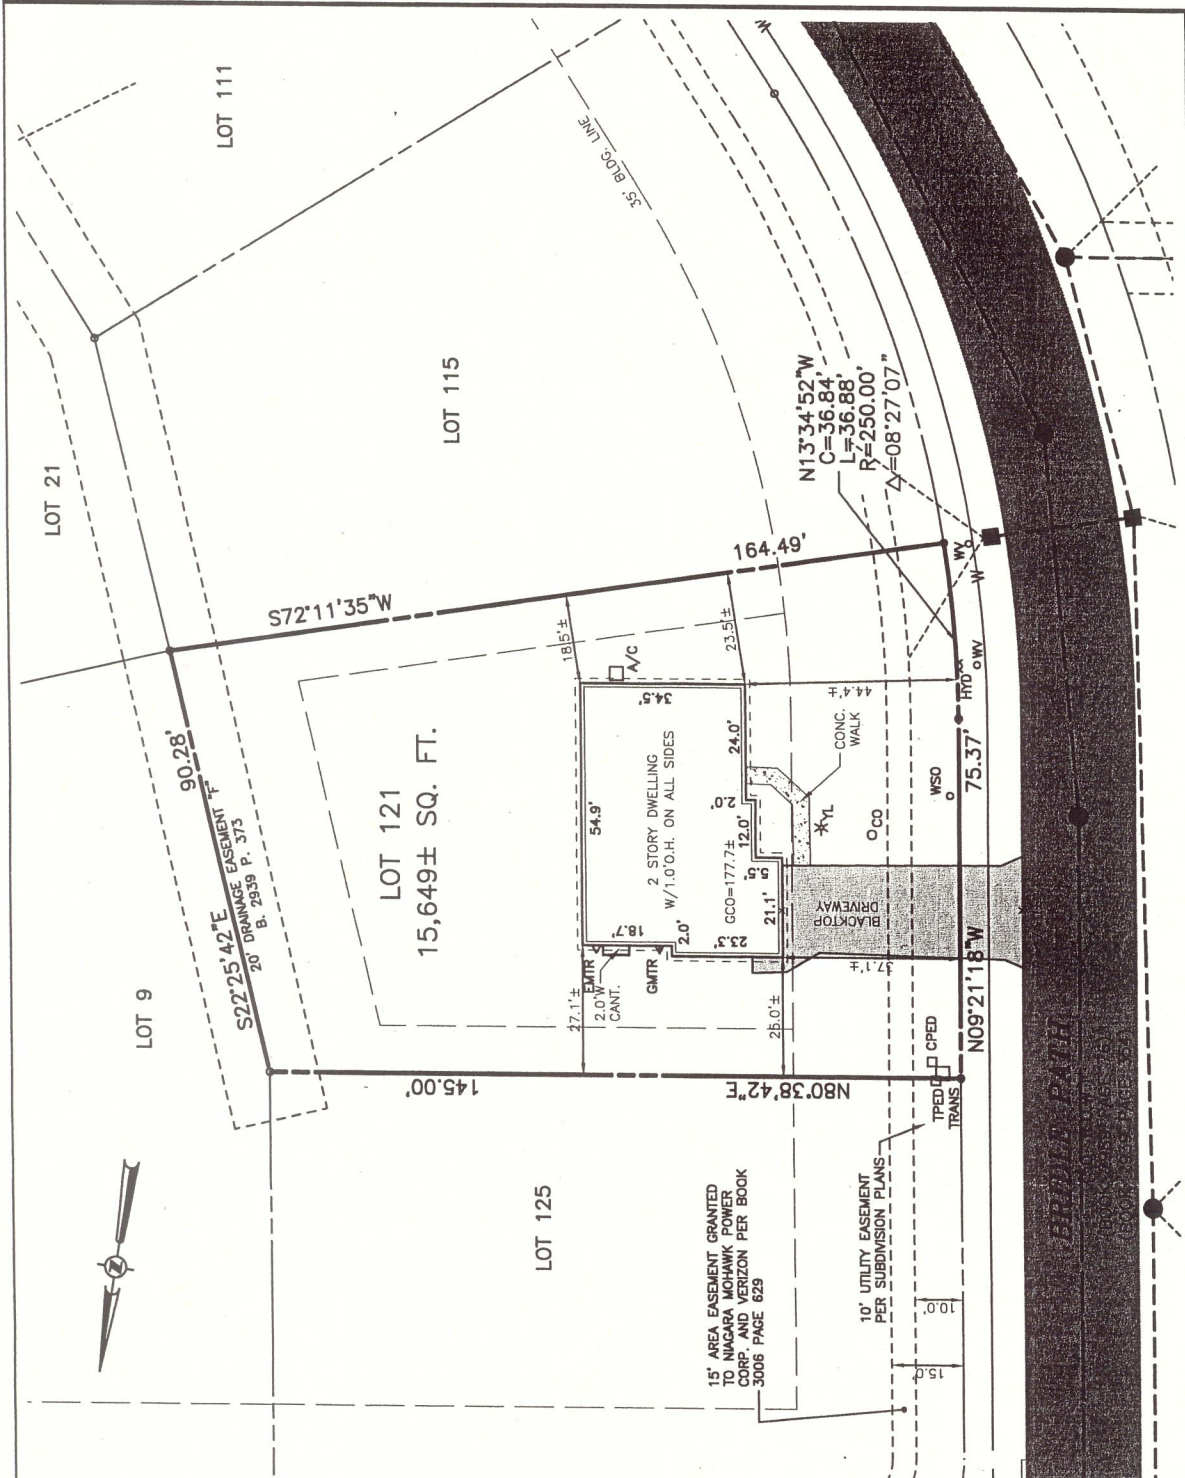 LOT 111
LOT 21
LOT 115
LOT 9
LOT 125
35' BLDG. LINE
S72°11'35"W
164.49'
N13°34'52"W
C=36.84'
L=36.88'
R=250.00'
△=08°27'07"
90.28'
S22°25'42"E
20' DRAINAGE EASEMENT "F"
B. 2939 P. 373
LOT 121
15,649± SQ. FT.
18.5'±
23.5'±
A/C
34.5'
54.9'
2 STORY DWELLING
W/1.0'O.H. ON ALL SIDES
GCO=177.7±
24.0'
2.0'
12.0'
5.5'
21.1'
23.3'
2.0'
18.7'
44.4'±
CONC.
WALK
YL
CO
WSO
HYD
WV
WV
W
W
75.37'
N09°21'18"W
BLACKTOP
DRIVEWAY
37.1'±
EMTR
2.0'W
CANT.
GMTR
27.1'±
25.0'±
145.00'
N80°38'42"E
CPED
TPED
TRANS
10' UTILITY EASEMENT
PER SUBDIVISION PLANS
15' AREA EASEMENT GRANTED
TO NIAGARA MOHAWK POWER
CORP. AND VERIZON PER BOOK
3006 PAGE 629
10.0'
15.0'
BRIDLE PATH
Z